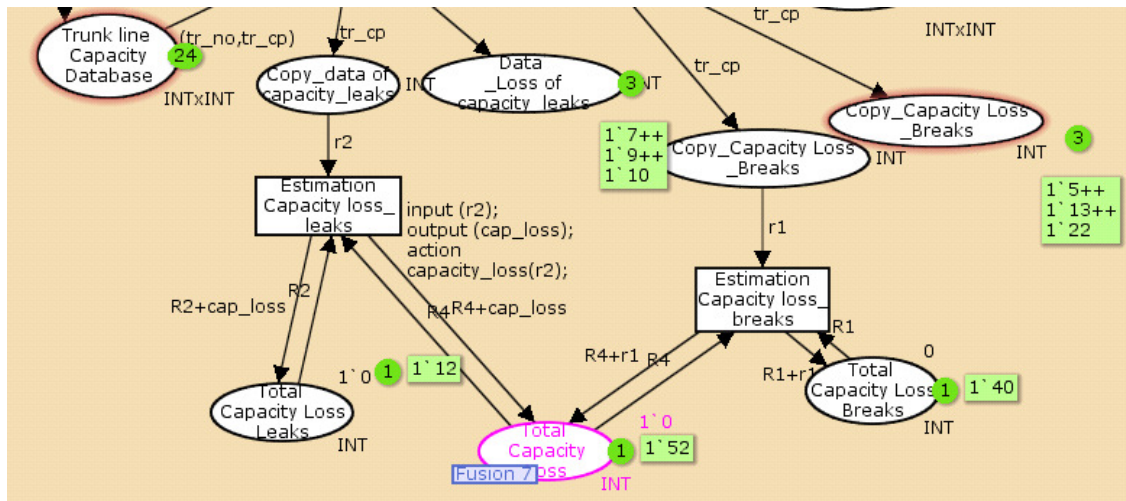 Trunk line
Capacity
Database
(tr_no,tr_cp)
24
INTxINT
tr_cp
Copy_data of
capacity_leaks
INT
Data
_Loss of
capacity_leaks
3
INT
tr_cp
tr_cp
INTxINT
Copy_Capacity Loss
_Breaks
INT
3
1`5++
1`13++
1`22
1`7++
1`9++
1`10
Copy_Capacity Loss
_Breaks
INT
r2
r1
Estimation
Capacity loss_
leaks
input (r2);
output (cap_loss);
action
capacity_loss(r2);
Estimation
Capacity loss_
breaks
R2+cap_loss
R2
R4
R4+cap_loss
R4+r1
R4
R1
R1+r1
0
1`0
1
1`12
Total
Capacity Loss
Leaks
INT
Total
Capacity Loss
Breaks
1
1`40
INT
1`0
Total
Capacity
Loss
1
1`52
Fusion 7
INT